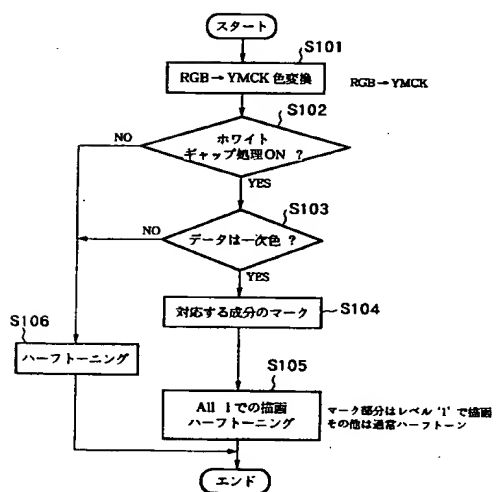 スタート
S101
RGB→YMCK 色変換
RGB→YMCK
S102
NO
ホワイト
ギャップ処理ON ?
YES
S103
NO
データは一次色 ?
YES
対応する成分のマーク
S104
S106
ハーフトーニング
S105
All 1での描画
ハーフトーニング
マーク部分はレベル '1' で描画
その他は通常ハーフトーン
エンド